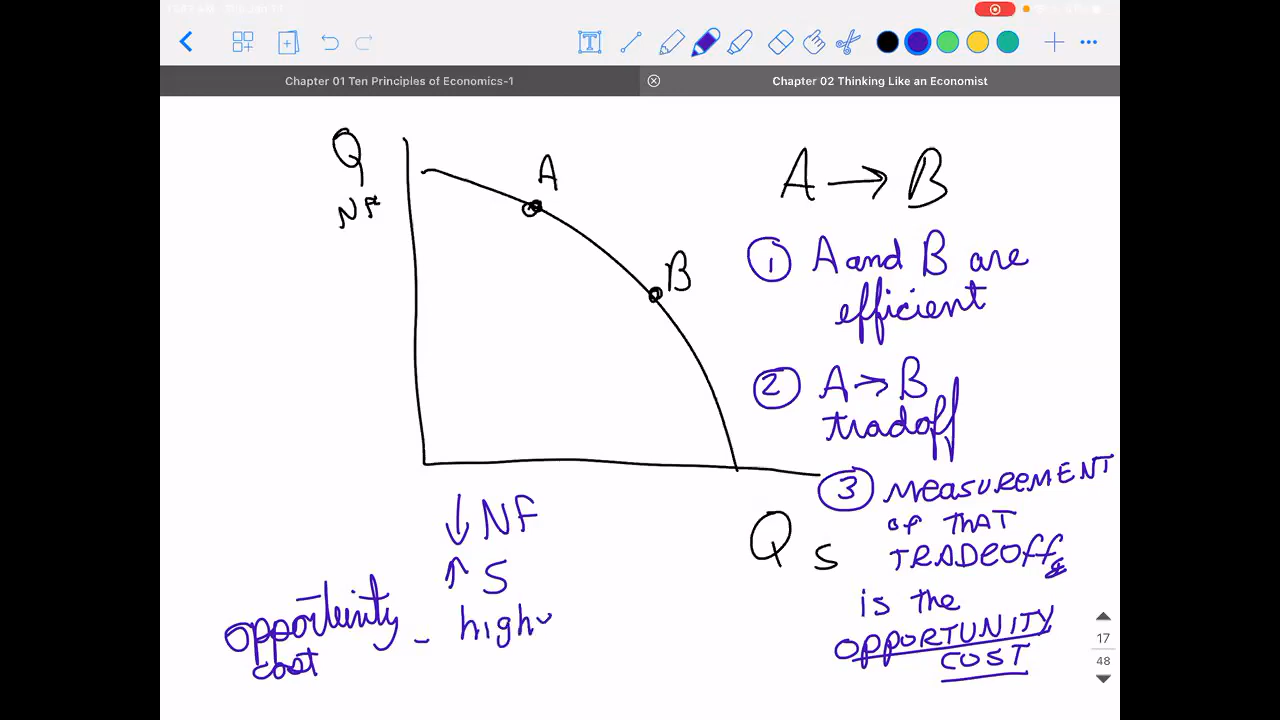 Chapter 01 Ten Principles of Economics-1
Chapter 02 Thinking Like an Economist
Q
NF
A
B
A → B
① A and B are
efficient
② A → B
tradoff
③ MEASUREMENT
OF THAT
TRADEOFF
is the
OPPORTUNITY
COST
Q S
↓ NF
↑ S
opportunity - high
cost
17
48